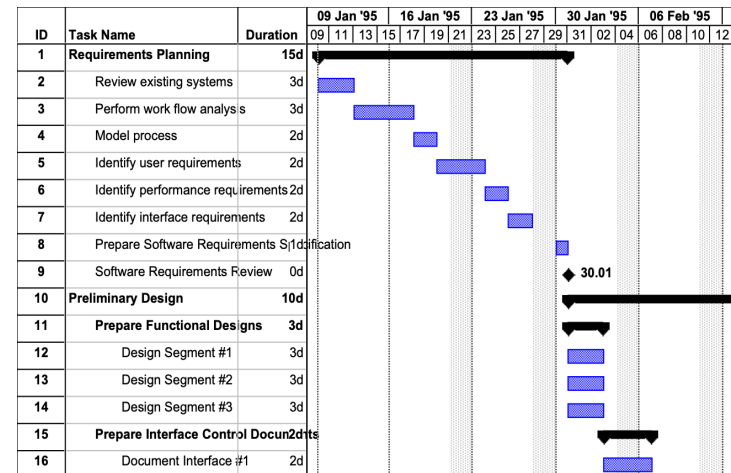 09 Jan '95 16 Jan '95 23 Jan '95 30 Jan '95 06 Feb '95
ID Task Name Duration 09 11 13 15 17 19 21 23 25 27 29 31 02 04 06 08 10 12
1 Requirements Planning 15d
2 Review existing systems 3d
3 Perform work flow analysis 3d
4 Model process 2d
5 Identify user requirements 2d
6 Identify performance requirements 2d
7 Identify interface requirements 2d
8 Prepare Software Requirements 1d
9 Software Requirements Review 0d 30.01
10 Preliminary Design 10d
11 Prepare Functional Designs 3d
12 Design Segment #1 3d
13 Design Segment #2 3d
14 Design Segment #3 3d
15 Prepare Interface Control 2d
16 Document Interface #1 2d